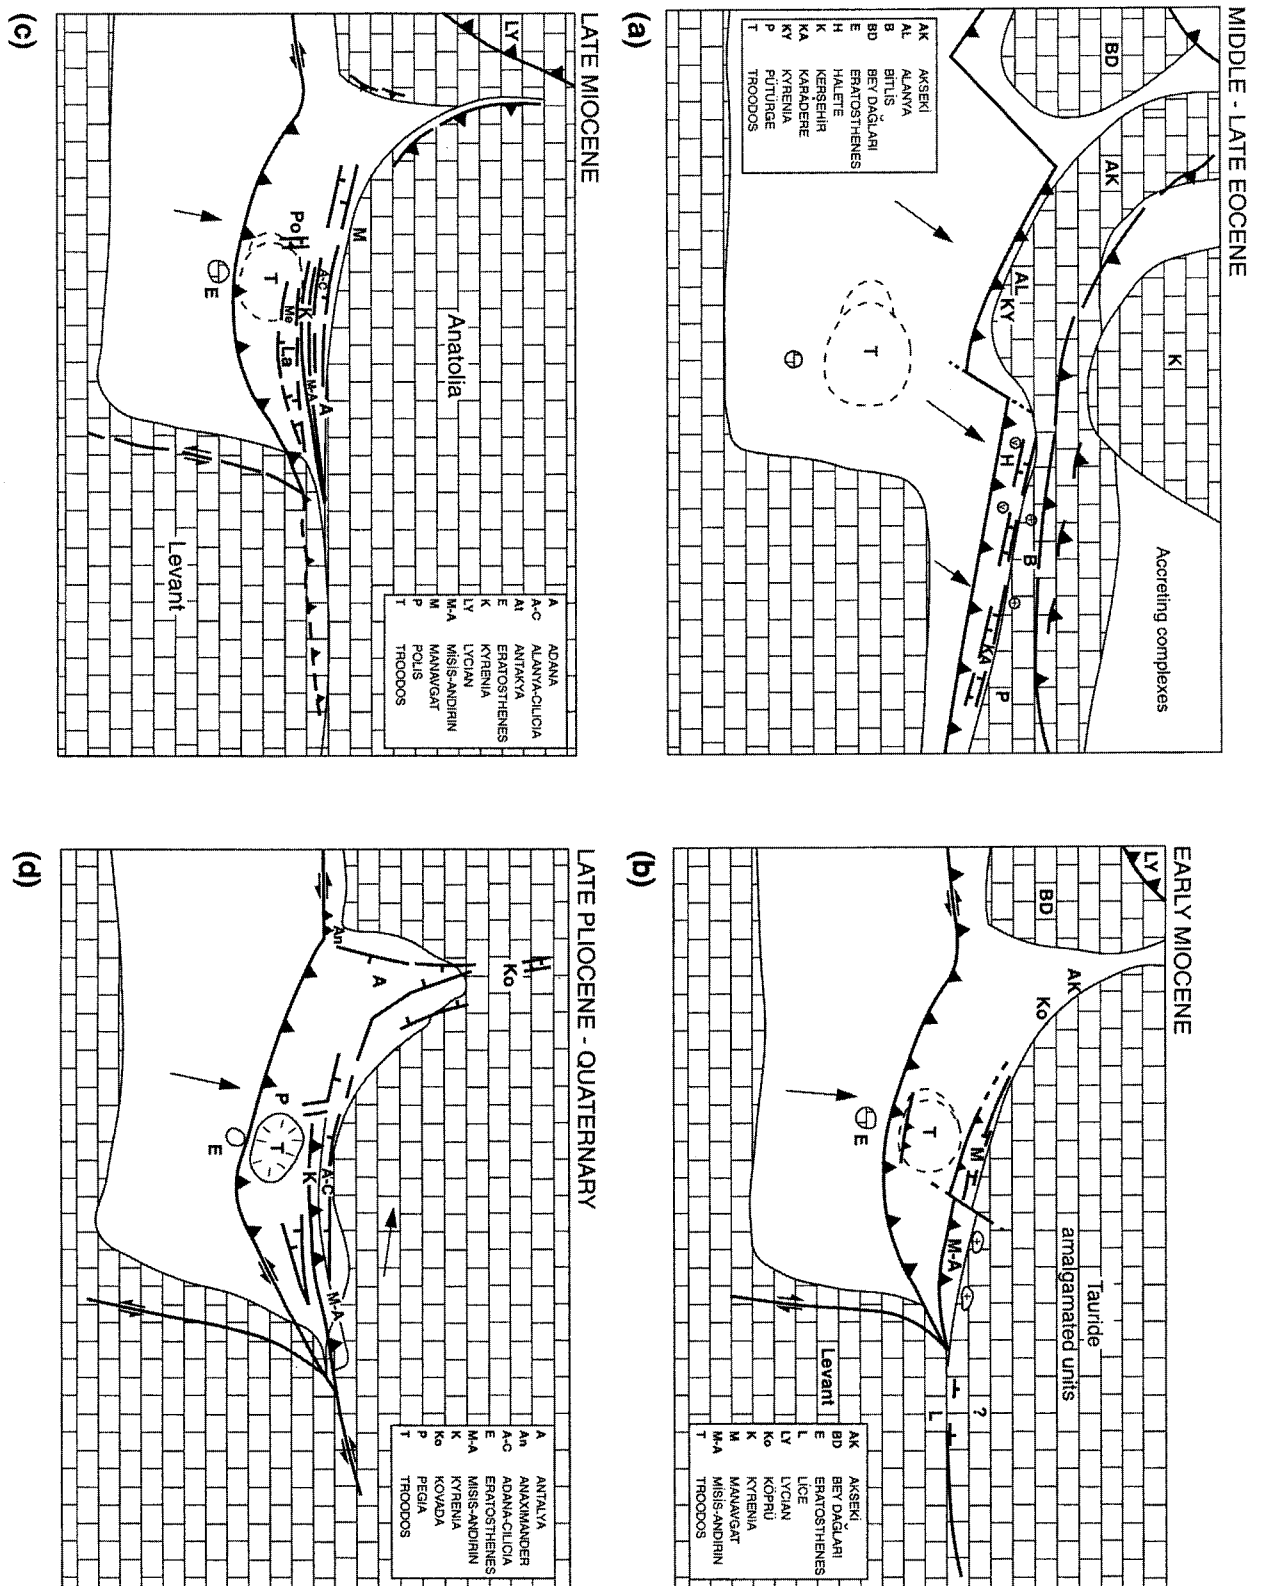 MIDDLE - LATE EOCENE
BD
AK
K
Accreting complexes
AL
KY
T
H
B
KA
P
AK AKSEKİ
AL ALANYA
B BİTLİS
BD BEY DAĞLARI
E ERATOSTHENES
H HALETE
K KERŞEHİR
KA KARADERE
KY KYRENIA
P PÜTÜRGE
T TROODOS
(a)
EARLY MIOCENE
LY
BD
AK
Ko
Tauride
amalgamated units
M
M-A
T
E
?
L
Levant
AK AKSEKİ
BD BEY DAĞLARI
E ERATOSTHENES
L LİCE
LY LYCIAN
Ko KÖPRÜ
K KYRENIA
M MANAVGAT
M-A MİSİS-ANDIRIN
T TROODOS
(b)
LATE MIOCENE
LY
M
Anatolia
Po
A-C
K
Me
La
M-A
A
T
E
Levant
A ADANA
A-C ALANYA-CILICIA
At ANTAKYA
E ERATOSTHENES
K KYRENIA
LY LYCIAN
M-A MİSİS-ANDIRIN
M MANAVGAT
P POLIS
T TROODOS
(c)
LATE PLIOCENE - QUATERNARY
Ko
An
A
P
T
E
K
A-C
M-A
A ANTALYA
An ANAXIMANDER
A-C ADANA-CILICIA
E ERATOSTHENES
M-A MISIS-ANDIRIN
K KYRENIA
Ko KOVADA
P PEGIA
T TROODOS
(d)